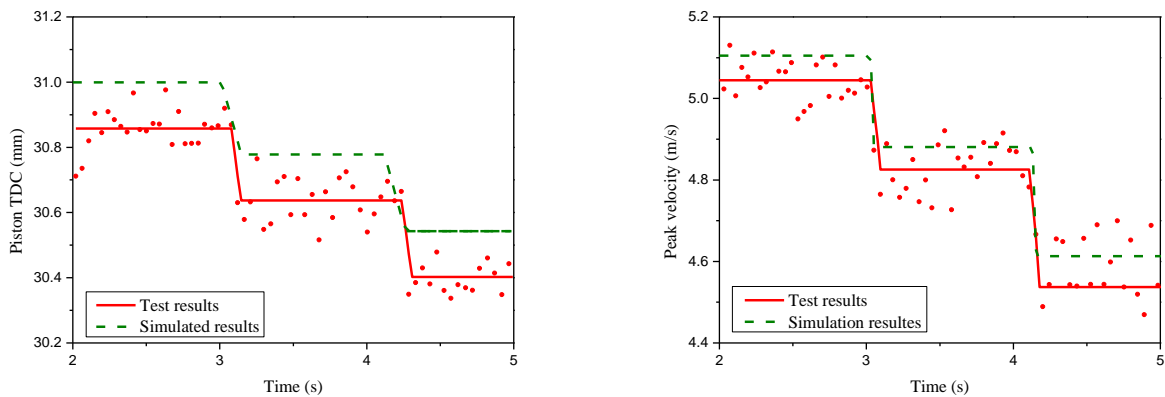 31.2
31.0
30.8
30.6
30.4
30.2
Piston TDC (mm)
Test results
Simulated results
2
3
4
5
Time (s)
5.2
5.0
4.8
4.6
4.4
Peak velocity (m/s)
Test results
Simulation resultes
2
3
4
5
Time (s)